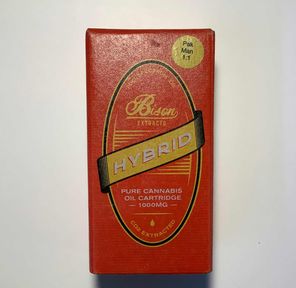 Pak
Man
1:1
Bison
EXTRACTS
HYBRID
PURE CANNABIS
OIL CARTRIDGE
— 1000MG —
CO2 EXTRACTED